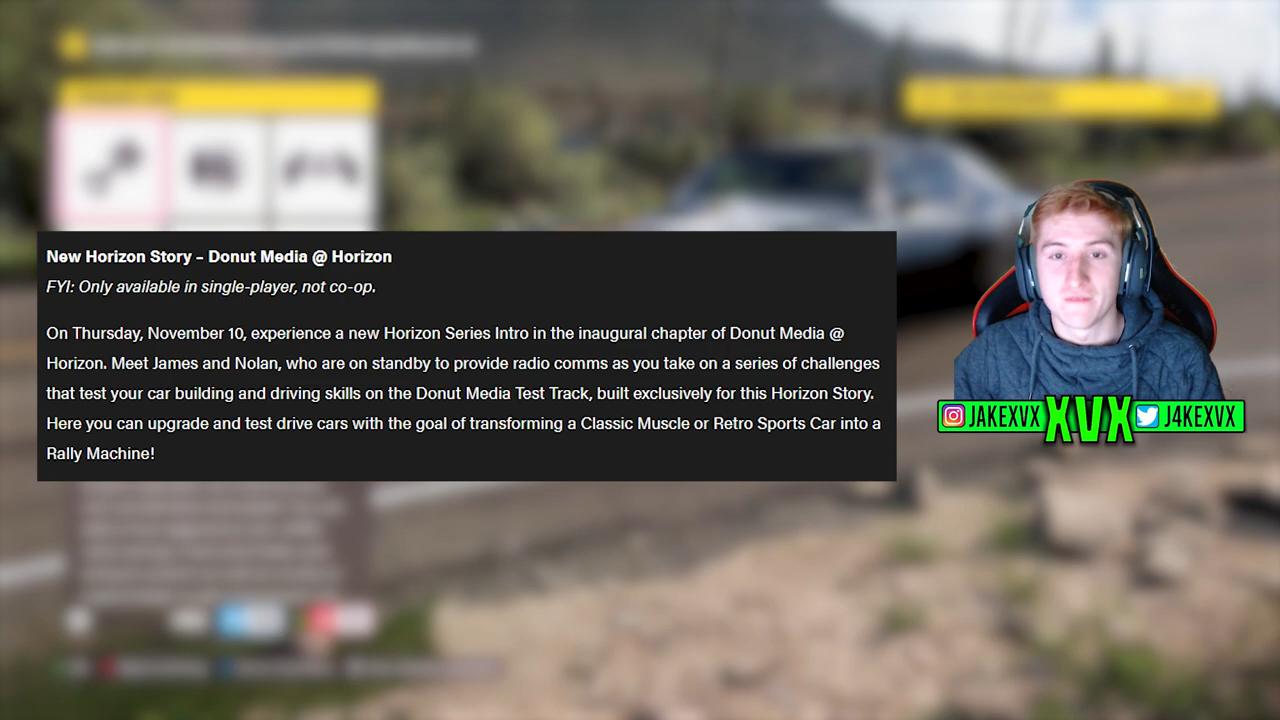 New Horizon Story – Donut Media @ Horizon
FYI: Only available in single-player, not co-op.
On Thursday, November 10, experience a new Horizon Series Intro in the inaugural chapter of Donut Media @
Horizon. Meet James and Nolan, who are on standby to provide radio comms as you take on a series of challenges
that test your car building and driving skills on the Donut Media Test Track, built exclusively for this Horizon Story.
Here you can upgrade and test drive cars with the goal of transforming a Classic Muscle or Retro Sports Car into a
Rally Machine!
JAKEXVX XVX J4KEXVX